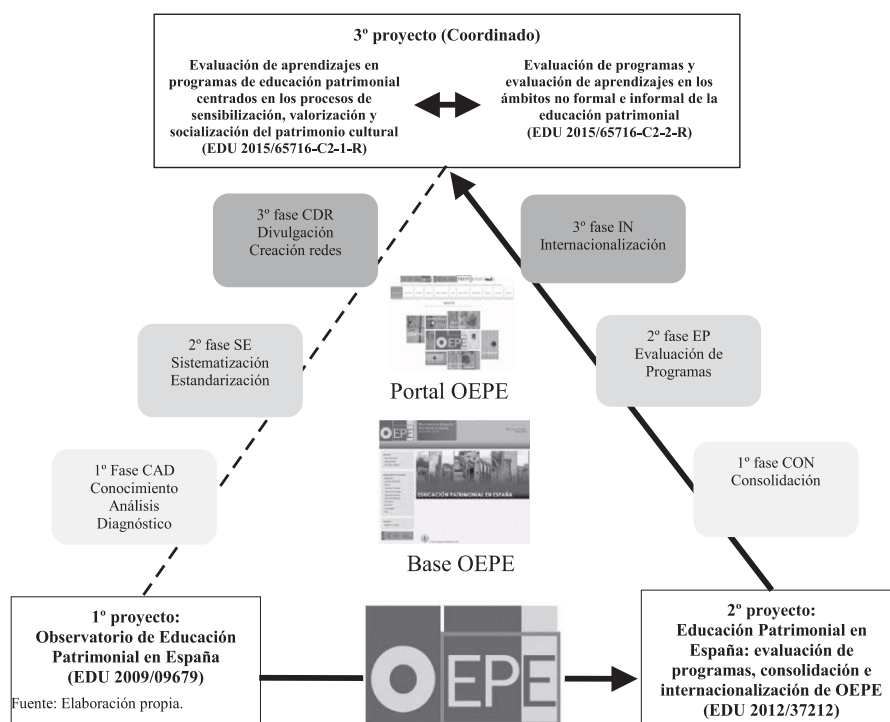 3º proyecto (Coordinado)
Evaluación de aprendizajes en
programas de educación patrimonial
centrados en los procesos de
sensibilización, valorización y
socialización del patrimonio cultural
(EDU 2015/65716-C2-1-R)
Evaluación de programas y
evaluación de aprendizajes en los
ámbitos no formal e informal de la
educación patrimonial
(EDU 2015/65716-C2-2-R)
3º fase CDR
Divulgación
Creación redes
3º fase IN
Internacionalización
OEPE
Portal OEPE
2º fase SE
Sistematización
Estandarización
2º fase EP
Evaluación de
Programas
OEPE
EDUCACIÓN PATRIMONIAL EN ESPAÑA
Base OEPE
1º Fase CAD
Conocimiento
Análisis
Diagnóstico
1º fase CON
Consolidación
1º proyecto:
Observatorio de Educación
Patrimonial en España
(EDU 2009/09679)
OEPE
2º proyecto:
Educación Patrimonial en
España: evaluación de
programas, consolidación e
internacionalización de OEPE
(EDU 2012/37212)
Fuente: Elaboración propia.